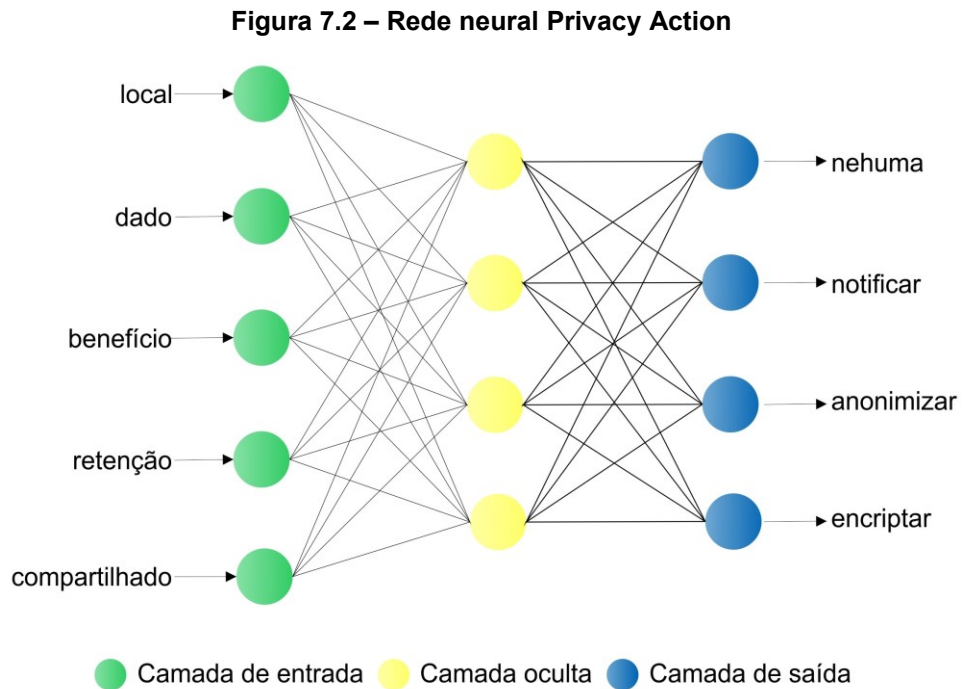 Figura 7.2 – Rede neural Privacy Action
local
dado
benefício
retenção
compartilhado
nehuma
notificar
anonimizar
encriptar
Camada de entrada Camada oculta Camada de saída